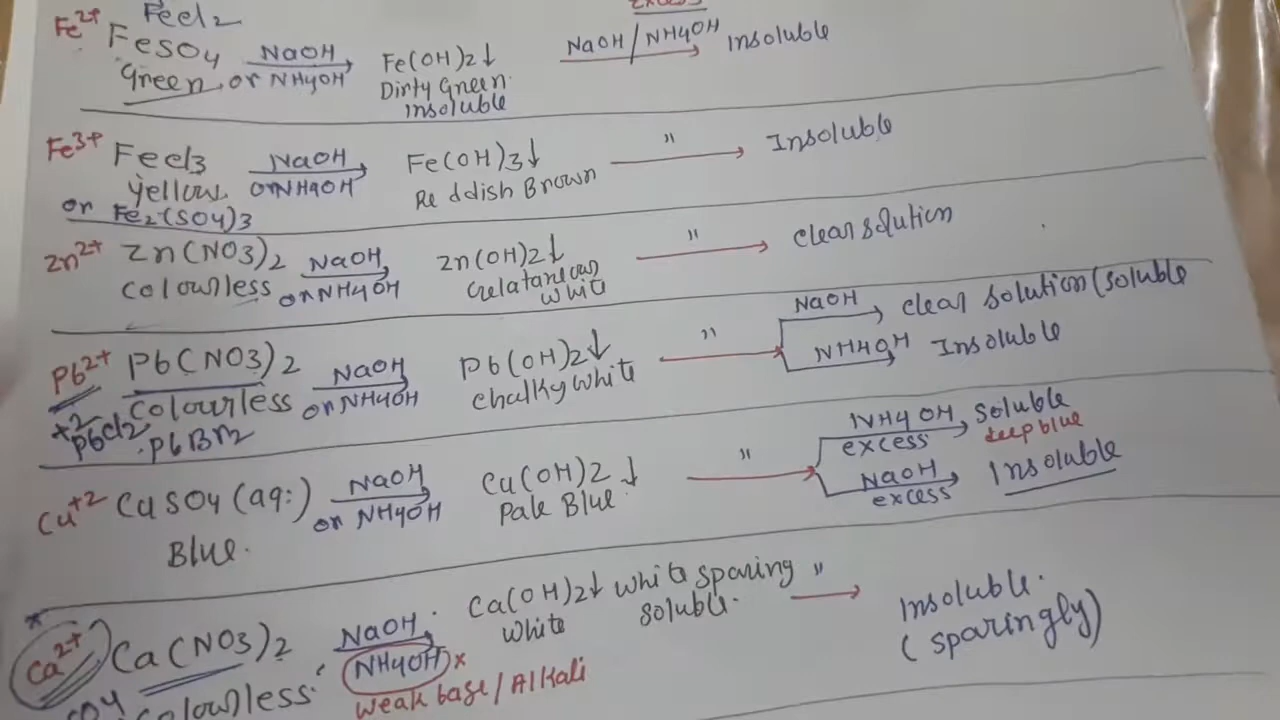 Fe2+ FeCl2
FeSO4 NaOH or NH4OH Fe(OH)2↓ excess NaOH/NH4OH Insoluble
Green Dirty Green
insoluble
Fe3+ FeCl3 NaOH or NH4OH Fe(OH)3↓ " Insoluble
yellow Reddish Brown
or Fe2(SO4)3
Zn2+ Zn(NO3)2 NaOH or NH4OH Zn(OH)2↓ " clear solution
colourless Gelataneous
white
Pb2+ Pb(NO3)2 NaOH or NH4OH Pb(OH)2↓ " NaOH clear solution (soluble
colourless chalky white NH4OH Insoluble
+2 PbCl2
PbBr2
Cu+2 CuSO4 (aq:) NaOH or NH4OH Cu(OH)2↓ " NH4OH excess soluble
deep blue
Blue. Pale Blue NaOH excess Insoluble
* Ca2+ Ca(NO3)2 NaOH Ca(OH)2↓ white sparing " Insoluble.
white soluble. (sparingly)
colourless NH4OH x
weak base/Alkali